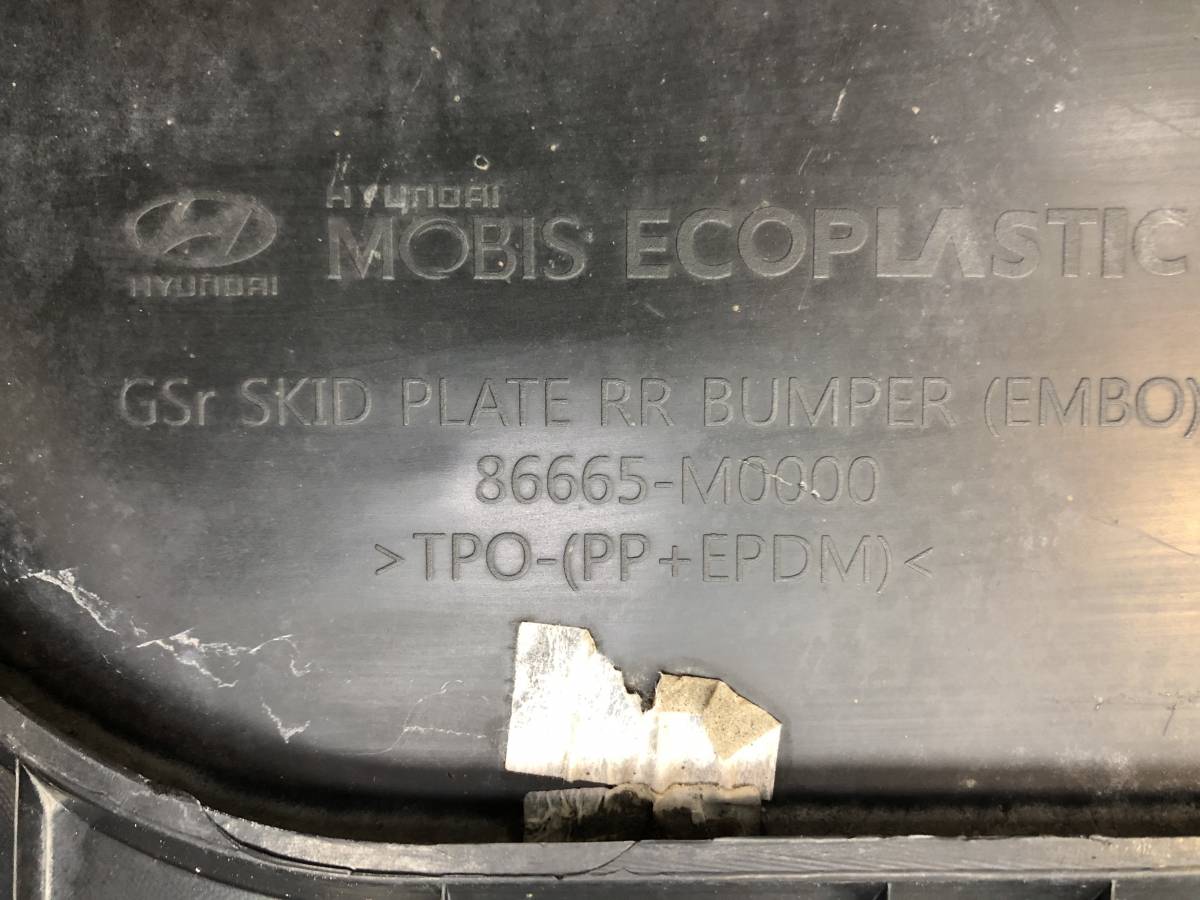 HYUNDAI
HYUNDAI
MOBIS ECOPLASTIC
GSr SKID PLATE RR BUMPER (EMBO)
86665-M0000
>TPO-(PP+EPDM)<